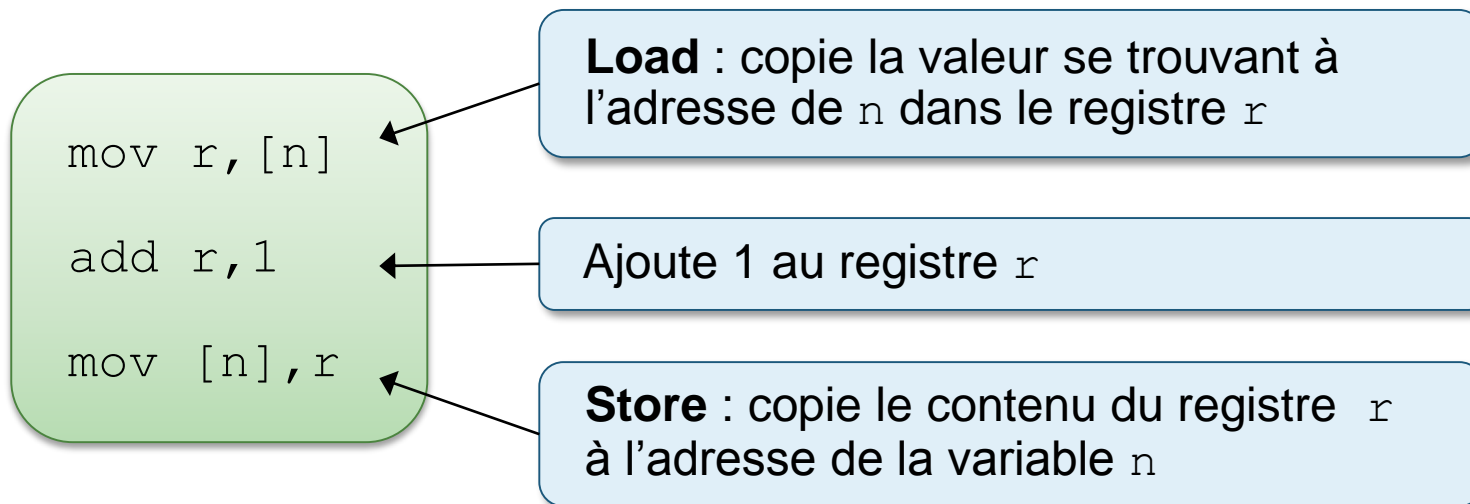 mov r,[n]
add r,1
mov [n],r
Load : copie la valeur se trouvant à
l’adresse de n dans le registre r
Ajoute 1 au registre r
Store : copie le contenu du registre r
à l’adresse de la variable n